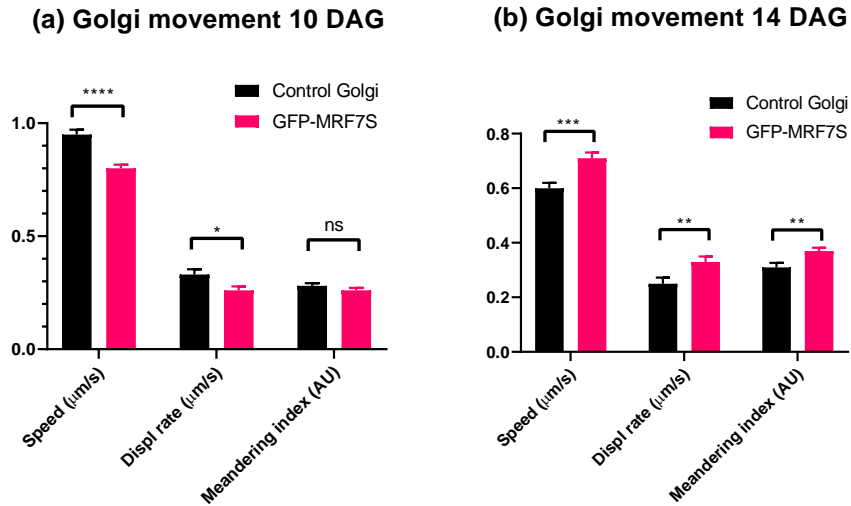 (a) Golgi movement 10 DAG
Control Golgi
GFP-MRF7S
****
*
ns
1.0
0.5
0.0
Speed (μm/s)
Displ rate (μm/s)
Meandering index (AU)
(b) Golgi movement 14 DAG
Control Golgi
GFP-MRF7S
***
**
**
0.8
0.6
0.4
0.2
0.0
Speed (μm/s)
Displ rate (μm/s)
Meandering index (AU)